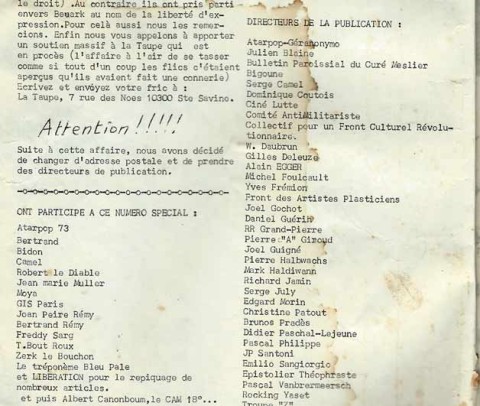 le droit) .Au contraire ils ont pris parti
envers Beuark au nom de la liberté d'ex-
pression.Pour celà aussi nous les remer-
cions. Enfin nous vous appelons à apporter
un soutien massif à la Taupe qui est
en procès (l'affaire à l'air de se tasser
comme si tout d'un coup les flics c'étaient
aperçus qu'ils avaient fait une connerie)
Ecrivez et envoyez votre fric à :
La Taupe, 7 rue des Noes 10300 Ste Savine.
Attention !!!!!
Suite à cette affaire, nous avons décidé
de changer d'adresse postale et de prendre
des directeurs de publication.
ONT PARTICIPE A CE NUMERO SPECIAL :
Atarpop 73
Bertrand
Bidon
Camel
Robert le Diable
Jean marie Muller
Moya
GIS Paris
Joan Peire Rémy
Bertrand Rémy
Freddy Sarg
T.Bout Roux
Zerk le Bouchon
Le tréponème Bleu Pale
et LIBERATION pour le repiquage de
nombreux articles.
et puis Albert Canonboum,le CAM 18°...
DIRECTEURS DE LA PUBLICATION :
Atarpop-Géranonymo
Julien Blaine
Bulletin Paroissial du Curé Meslier
Bigoune
Serge Camel
Dominique Coutois
Ciné Lutte
Comité AntiMilitariste
Collectif pour un Front Culturel Révolu-
tionnaire.
W. Daubrun
Gilles Deleuze
Alain EGGER
Michel Foulcault
Yves Frémion
Front des Artistes Plasticiens
Joel Gochot
Daniel Guérin
RR Grand-Pierre
Pierre "A" Giroud
Joel Guigné
Pierre Halbwachs
Mark Haldiwann
Richard Jamin
Serge July
Edgard Morin
Christine Patout
Brunos Pradès
Didier Paschal-Lejeune
Pascal Philippe
JP Santoni
Emilio Sangiorgio
Epistolier Théophraste
Pascal Vanbrermeersch
Rocking Yaset
Troupe "Z"